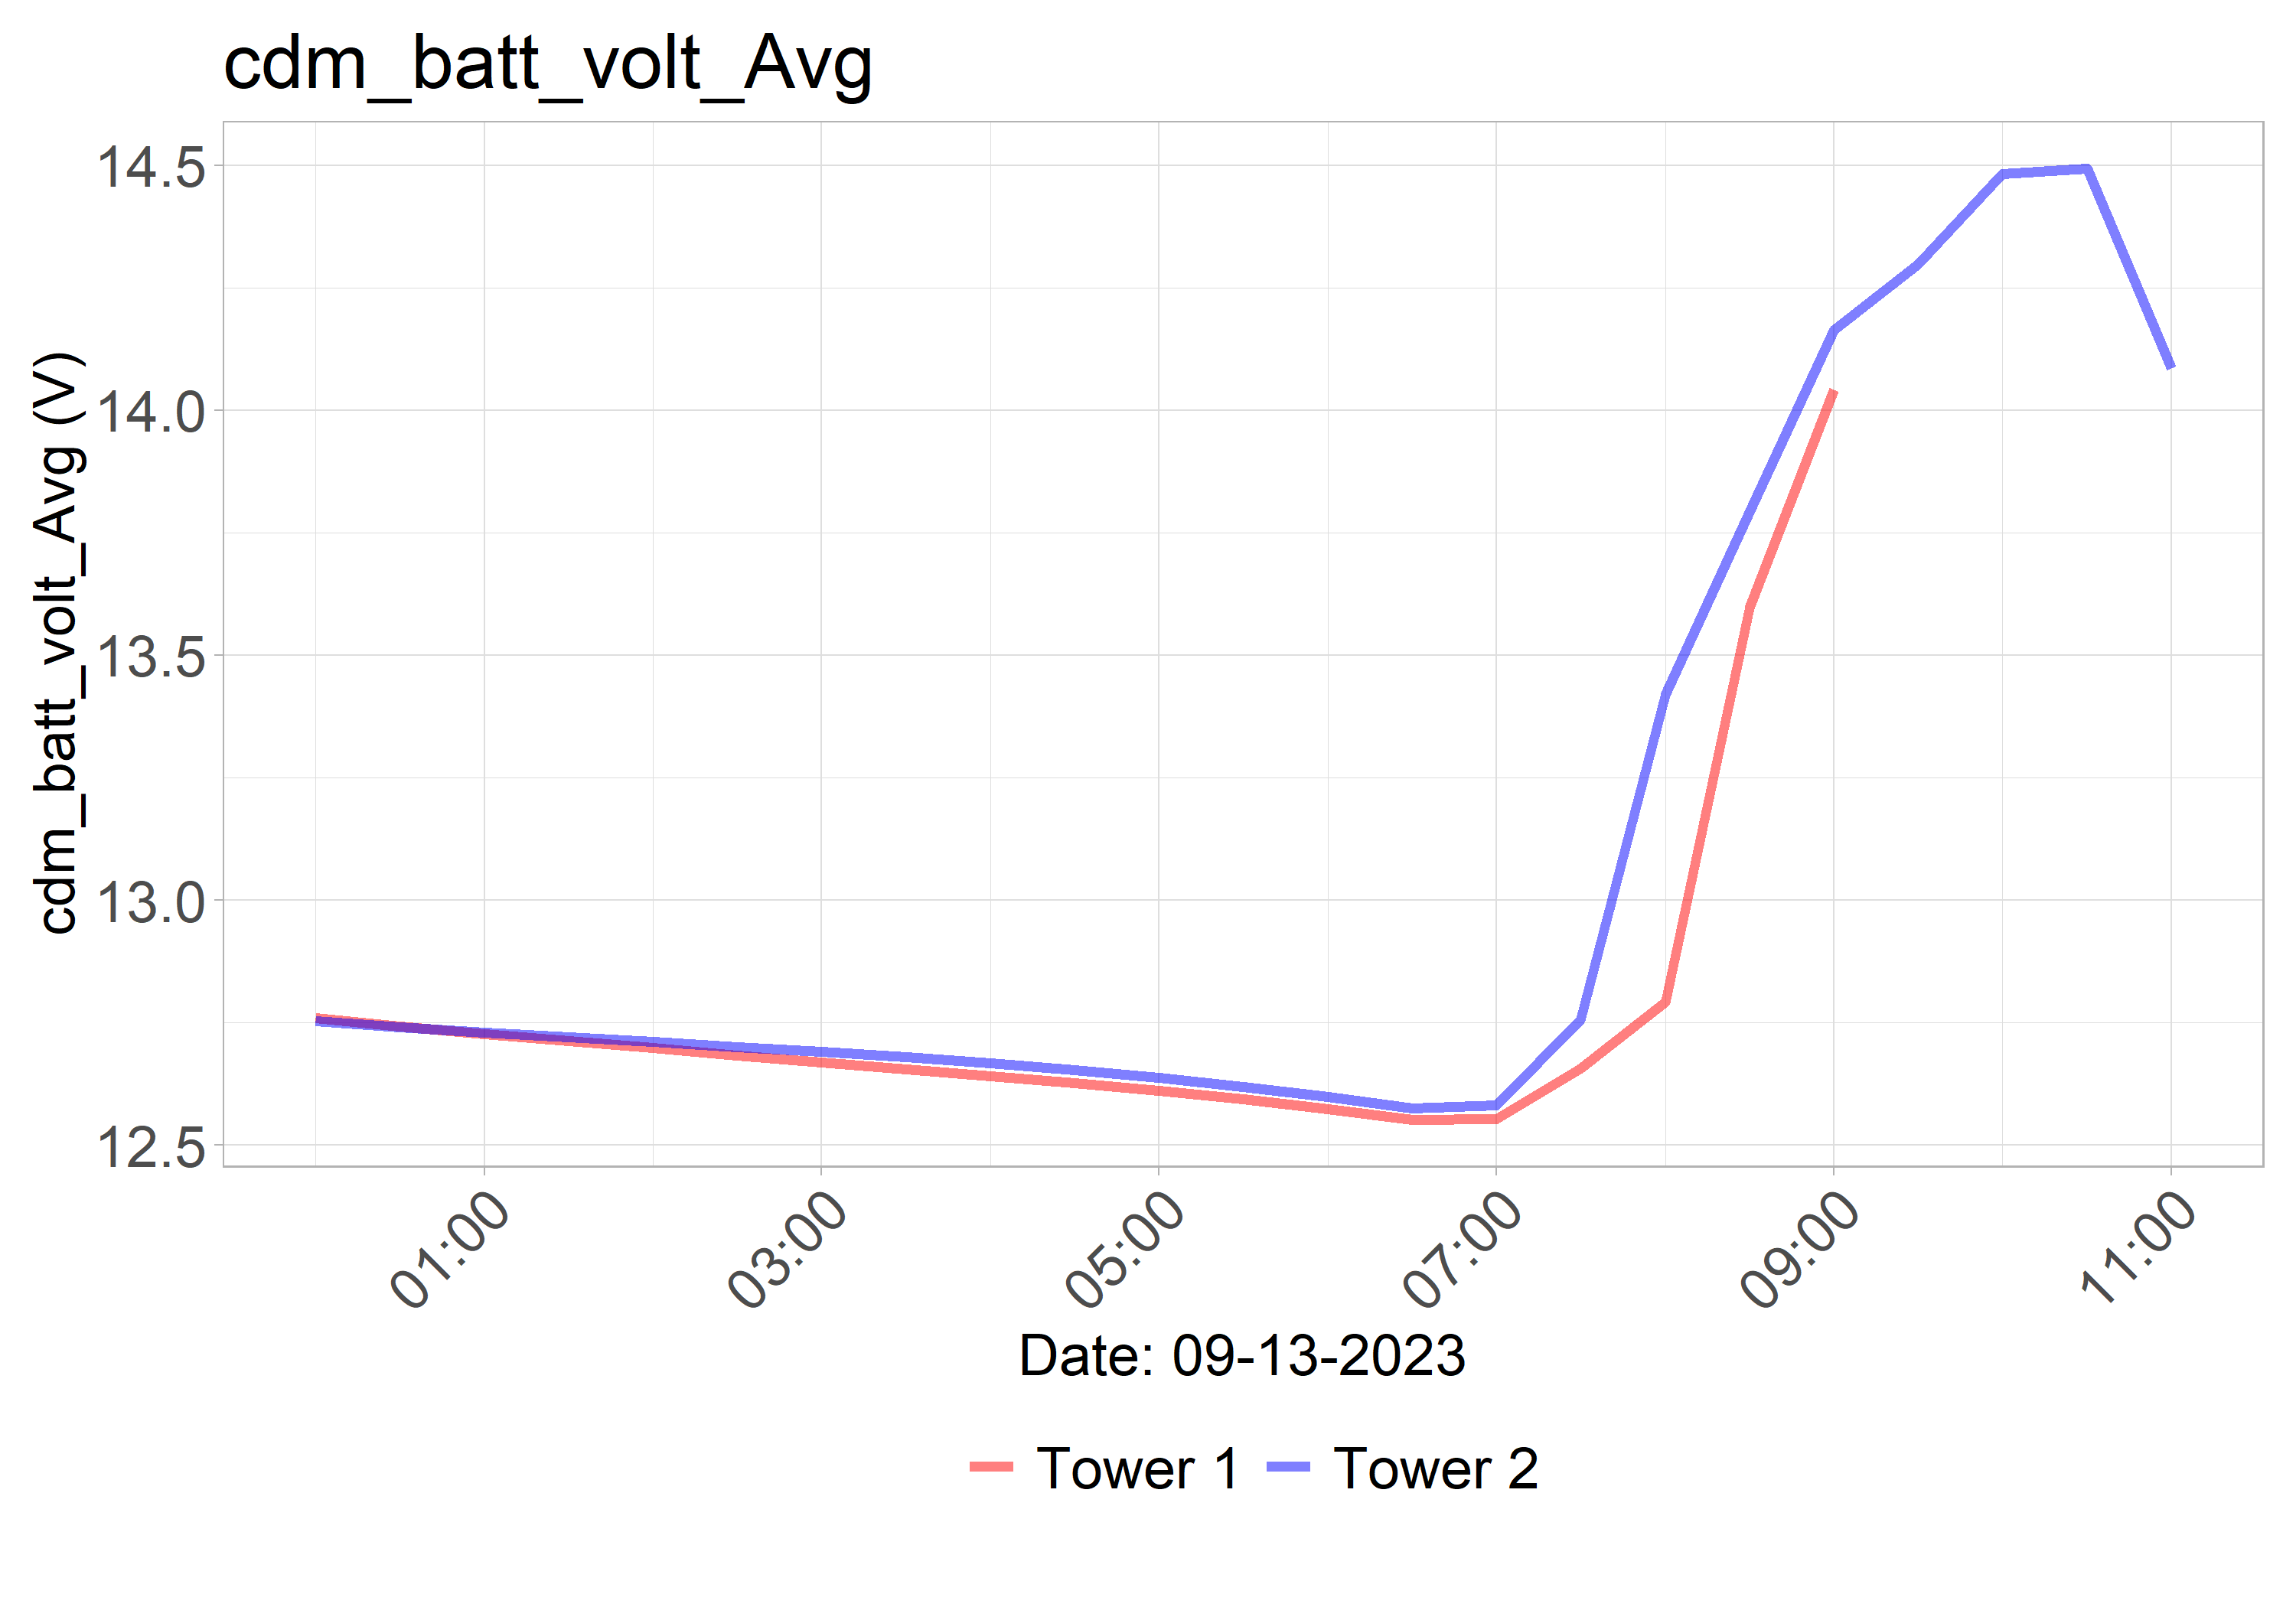 cdm_batt_volt_Avg
cdm_batt_volt_Avg (V)
14.5
14.0
13.5
13.0
12.5
01:00
03:00
05:00
07:00
09:00
11:00
Date: 09-13-2023
Tower 1
Tower 2